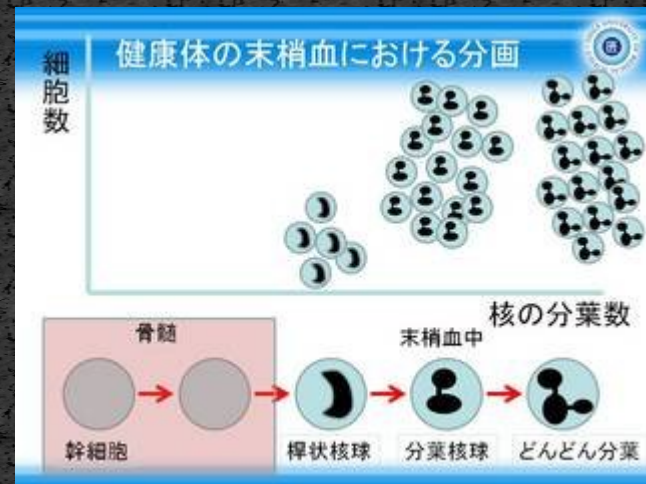 健康体の末梢血における分画
細胞数
核の分葉数
骨髄
末梢血中
幹細胞
桿状核球
分葉核球
どんどん分葉